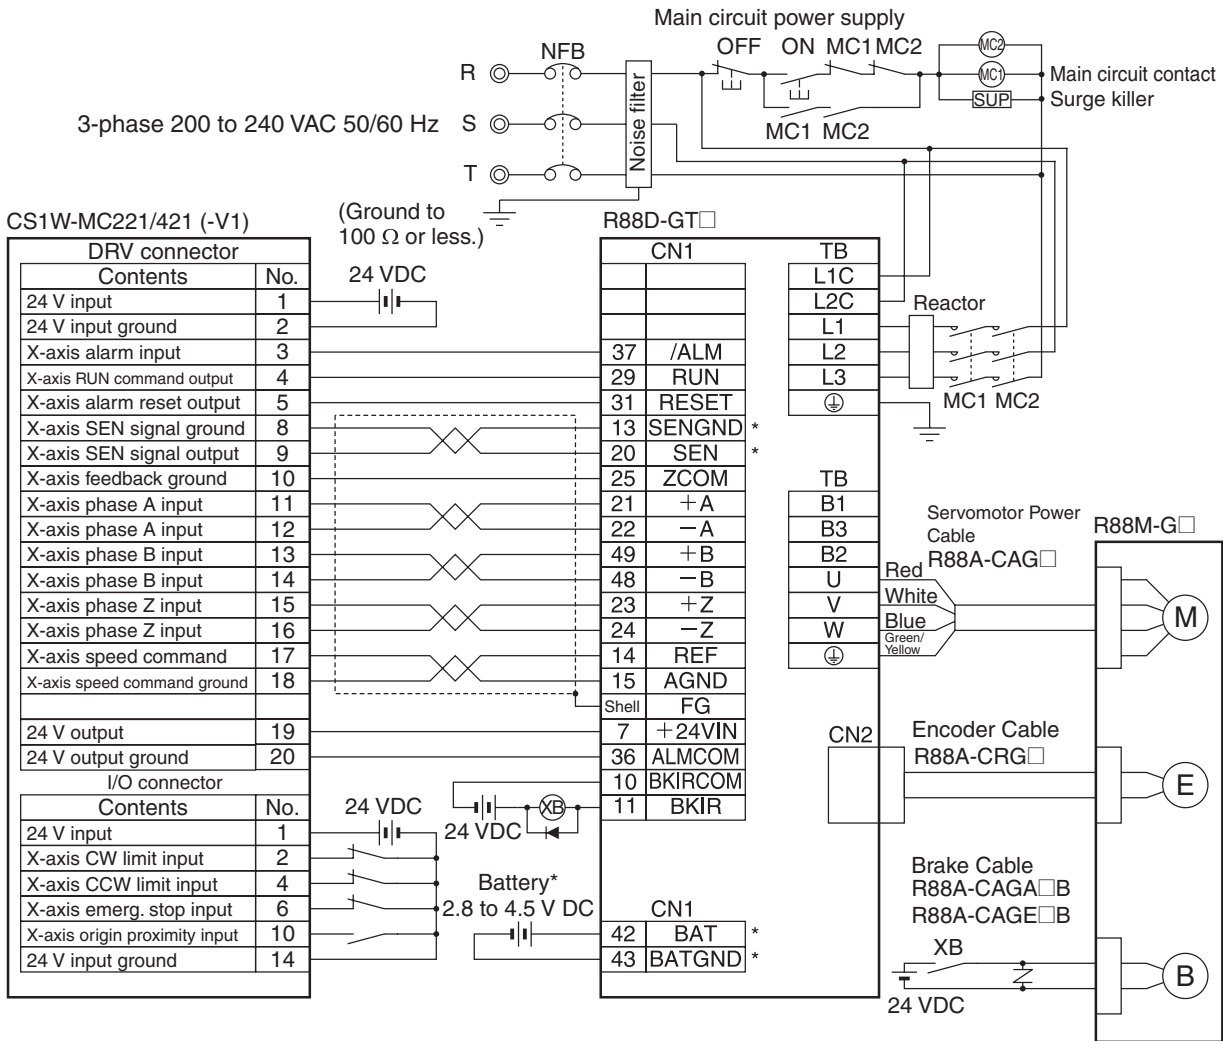 Main circuit power supply
OFF ON MC1 MC2
MC2
NFB
R
MC1 Main circuit contact
SUP Surge killer
Noise filter
3-phase 200 to 240 VAC 50/60 Hz S
MC1 MC2
T
CS1W-MC221/421 (-V1)
(Ground to
100 Ω or less.)
R88D-GT□
DRV connector
Contents No.
24 VDC
24 V input 1
24 V input ground 2
X-axis alarm input 3
X-axis RUN command output 4
X-axis alarm reset output 5
X-axis SEN signal ground 8
X-axis SEN signal output 9
X-axis feedback ground 10
X-axis phase A input 11
X-axis phase A input 12
X-axis phase B input 13
X-axis phase B input 14
X-axis phase Z input 15
X-axis phase Z input 16
X-axis speed command 17
X-axis speed command ground 18
24 V output 19
24 V output ground 20
I/O connector
Contents No.
24 VDC
24 V input 1
X-axis CW limit input 2
X-axis CCW limit input 4
X-axis emerg. stop input 6
X-axis origin proximity input 10
24 V input ground 14
CN1
37 /ALM
29 RUN
31 RESET
13 SENGND *
20 SEN *
25 ZCOM
21 +A
22 −A
49 +B
48 −B
23 +Z
24 −Z
14 REF
15 AGND
Shell FG
7 +24VIN
36 ALMCOM
10 BKIRCOM
11 BKIR
XB
24 VDC
Battery*
2.8 to 4.5 V DC
CN1
42 BAT *
43 BATGND *
TB
L1C
L2C
L1
L2
L3
Reactor
MC1 MC2
TB
B1
B3
B2
U
V
W
Red
White
Blue
Green/
Yellow
Servomotor Power
Cable
R88A-CAG□
R88M-G□
M
CN2
Encoder Cable
R88A-CRG□
E
Brake Cable
R88A-CAGA□B
R88A-CAGE□B
XB
24 VDC
B